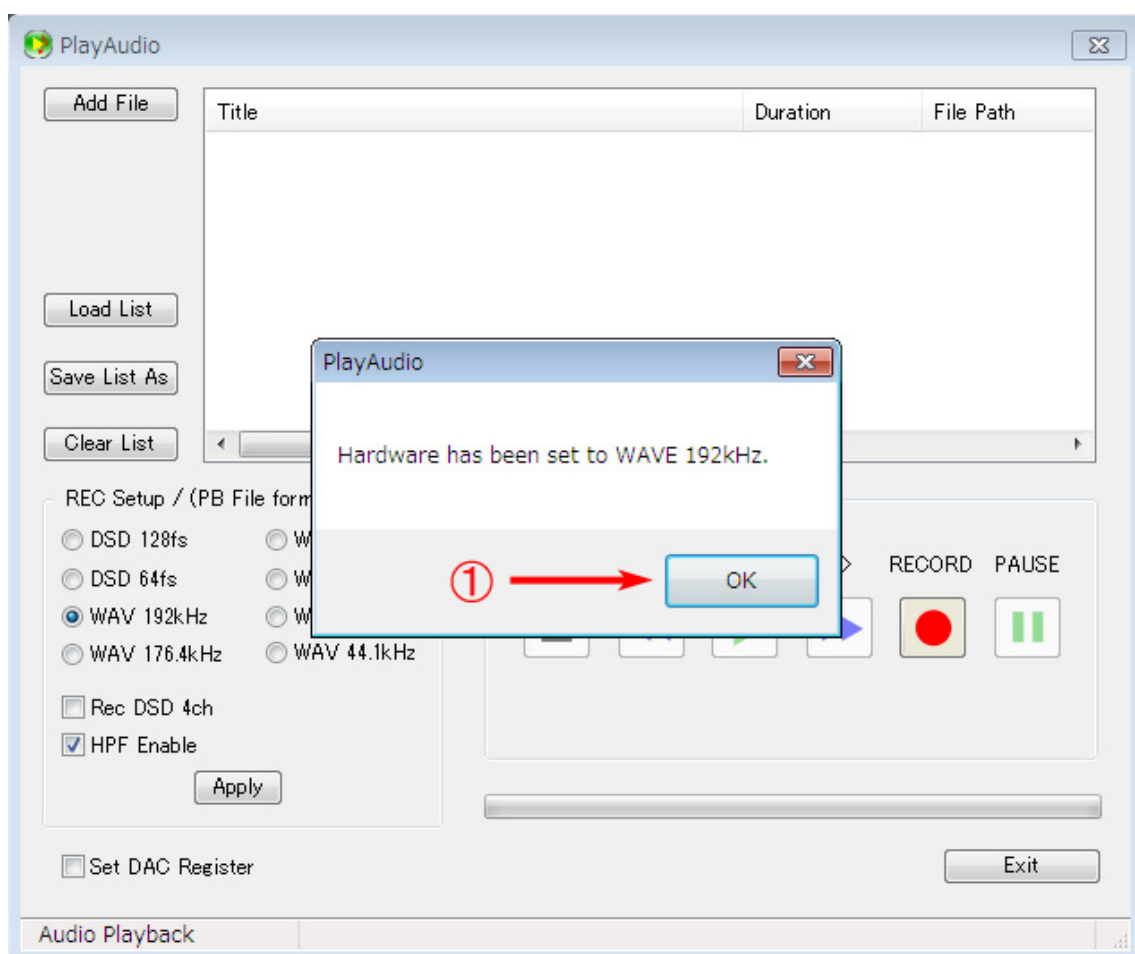 PlayAudio
Add File
Title Duration File Path
Load List
Save List As
Clear List
PlayAudio
Hardware has been set to WAVE 192kHz.
① OK
REC Setup / (PB File form
DSD 128fs W
DSD 64fs W
WAV 192kHz W
WAV 176.4kHz WAV 44.1kHz
Rec DSD 4ch
HPF Enable
Apply
RECORD PAUSE
Set DAC Register
Exit
Audio Playback